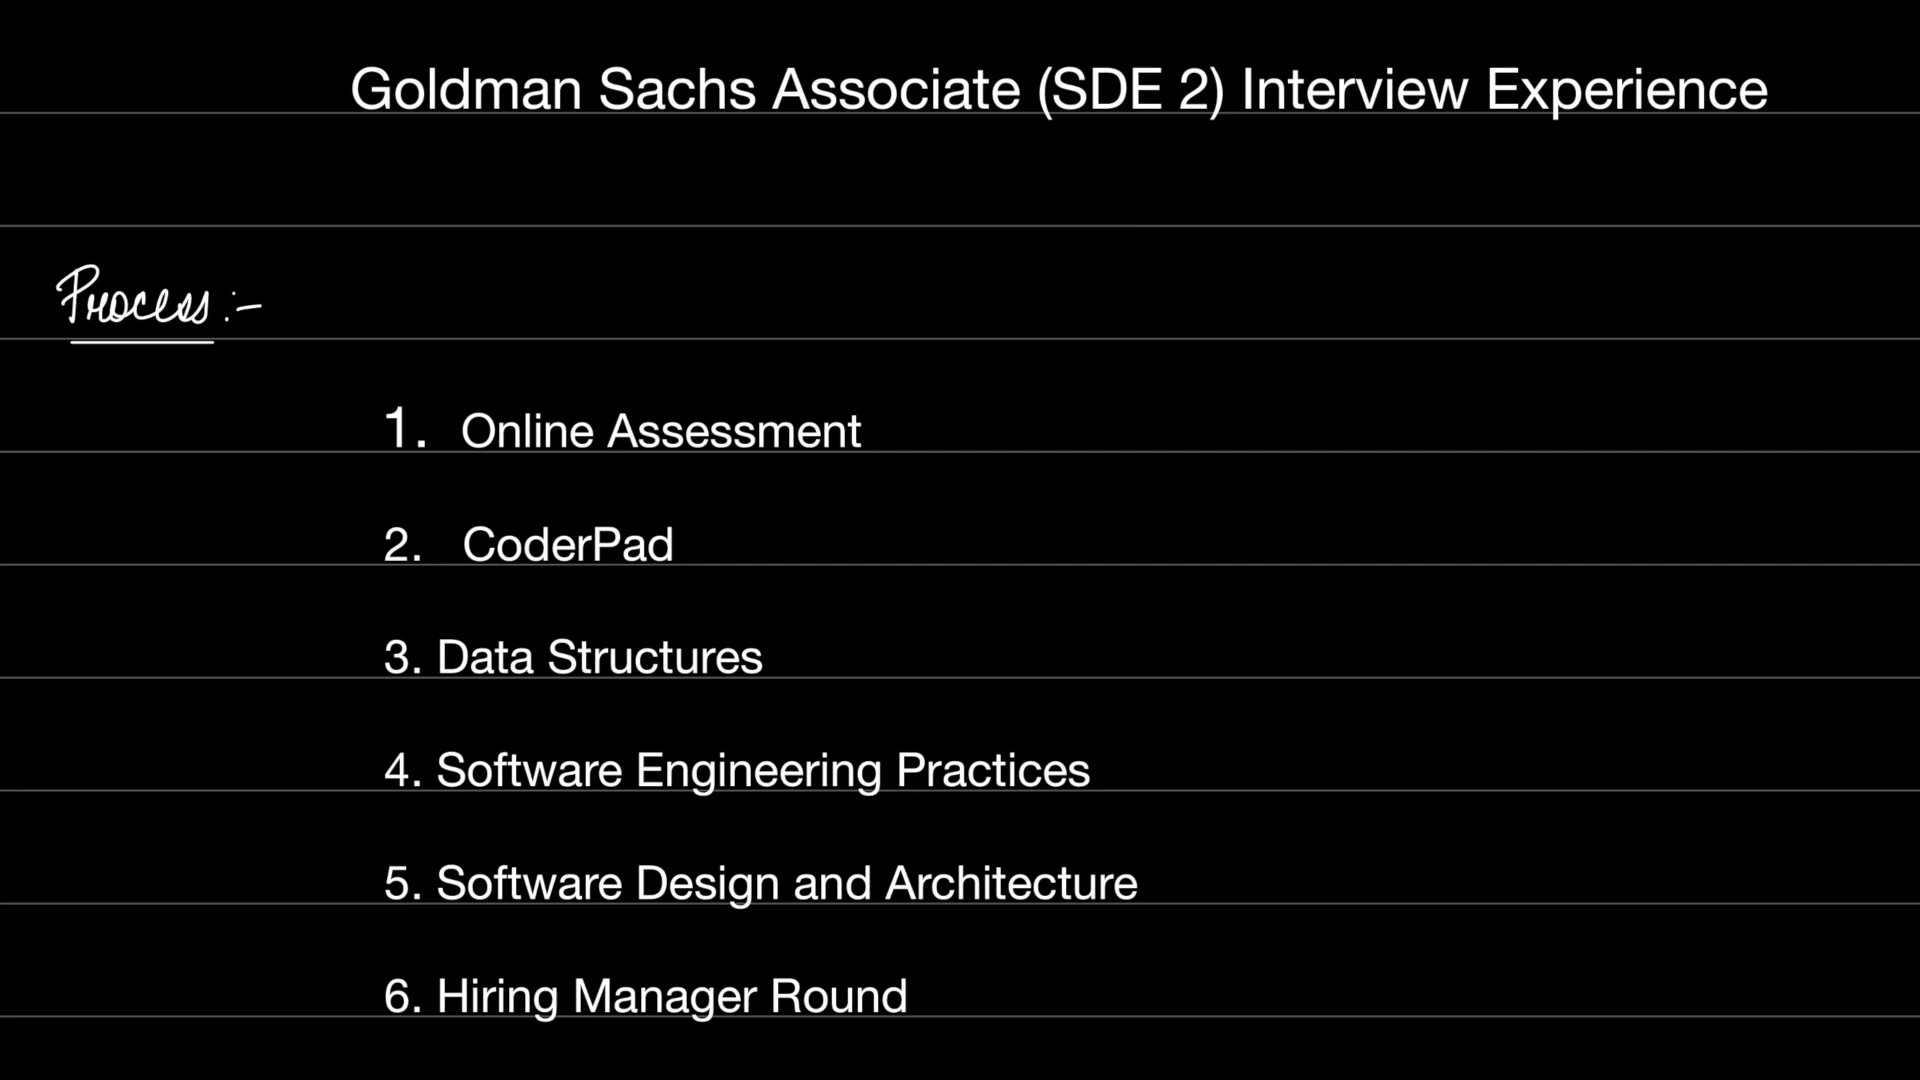 Goldman Sachs Associate (SDE 2) Interview Experience
Process :-
1. Online Assessment
2. CoderPad
3. Data Structures
4. Software Engineering Practices
5. Software Design and Architecture
6. Hiring Manager Round